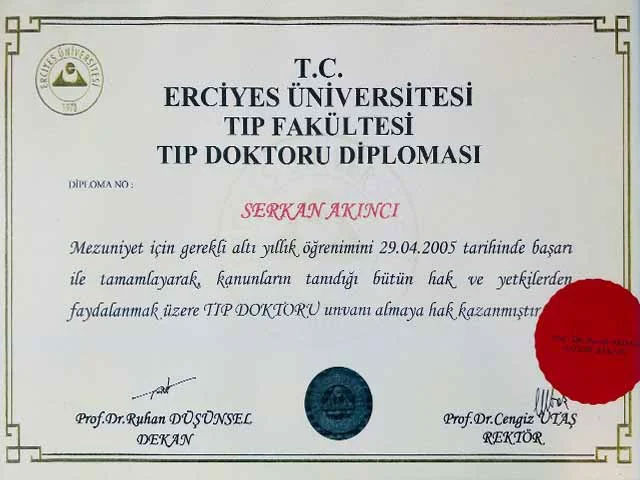 ERCİYES ÜNİVERSİTESİ
1978
T.C.
ERCİYES ÜNİVERSİTESİ
TIP FAKÜLTESİ
TIP DOKTORU DİPLOMASI
DİPLOMA NO :
SERKAN AKINCI
Mezuniyet için gerekli altı yıllık öğrenimini 29.04.2005 tarihinde başarı
ile tamamlayarak, kanunların tanıdığı bütün hak ve yetkilerden
faydalanmak üzere TIP DOKTORU unvanı almaya hak kazanmıştır
Prof.Dr.Ruhan DÜŞÜNSEL
DEKAN
Prof.Dr.Cengiz UTAŞ
REKTÖR